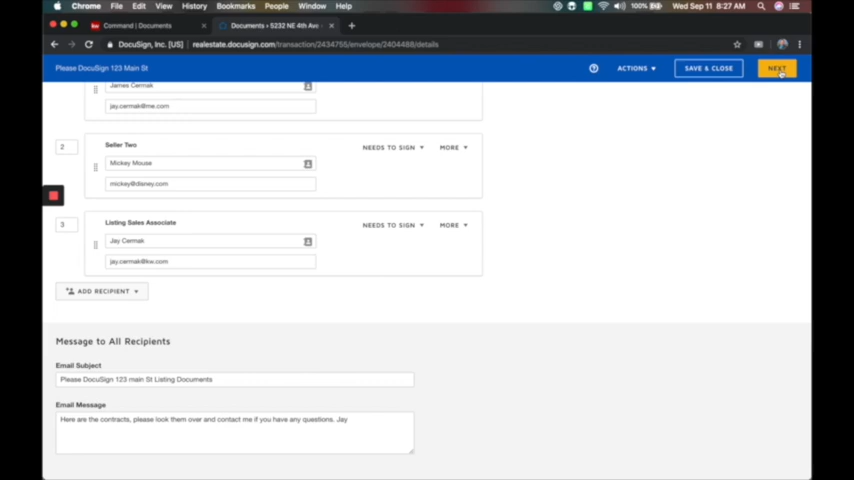 Chrome File Edit View History Bookmarks People Window Help
100% Wed Sep 11 8:27 AM
Command | Documents
Documents • 5232 NE 4th Ave
DocuSign, Inc. [US] realestate.docusign.com/transaction/2434755/envelope/2404488/details
Please DocuSign 123 Main St
ACTIONS
SAVE & CLOSE
NEXT
James Cermak
jay.cermak@me.com
2
Seller Two
NEEDS TO SIGN
MORE
Mickey Mouse
mickey@disney.com
3
Listing Sales Associate
NEEDS TO SIGN
MORE
Jay Cermak
jay.cermak@kw.com
ADD RECIPIENT
Message to All Recipients
Email Subject
Please DocuSign 123 main St Listing Documents
Email Message
Here are the contracts, please look them over and contact me if you have any questions. Jay